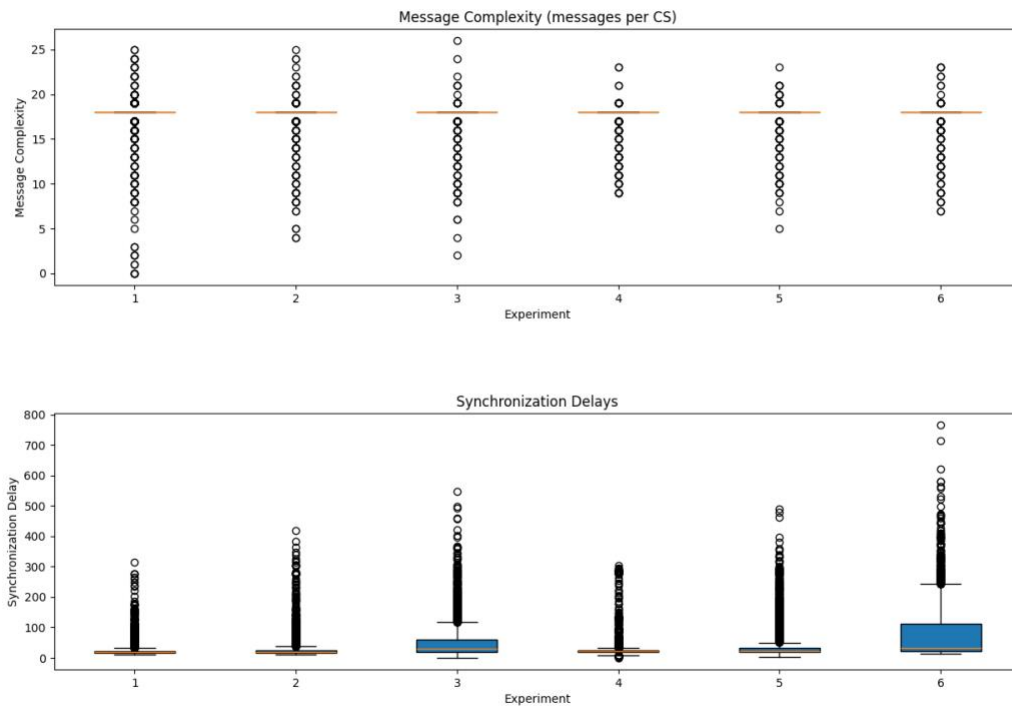 Message Complexity (messages per CS)
25
20
15
10
5
0
Message Complexity
1 2 3 4 5 6
Experiment
Synchronization Delays
800
700
600
500
400
300
200
100
0
Synchronization Delay
1 2 3 4 5 6
Experiment